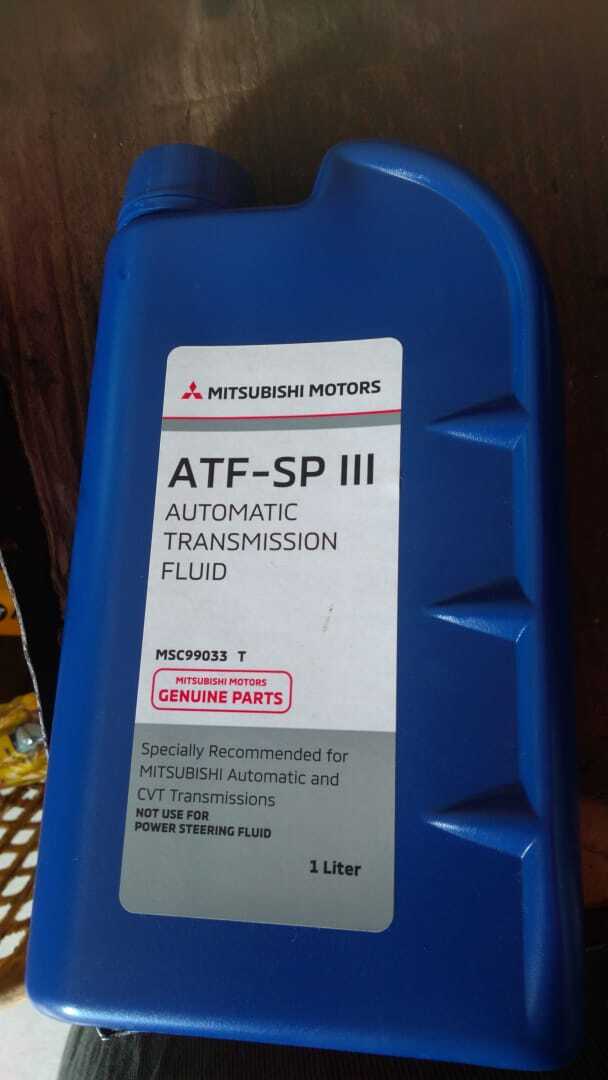 MITSUBISHI MOTORS
ATF-SP III
AUTOMATIC
TRANSMISSION
FLUID
MSC99033 T
MITSUBISHI MOTORS
GENUINE PARTS
Specially Recommended for
MITSUBISHI Automatic and
CVT Transmissions
NOT USE FOR
POWER STEERING FLUID
1 Liter